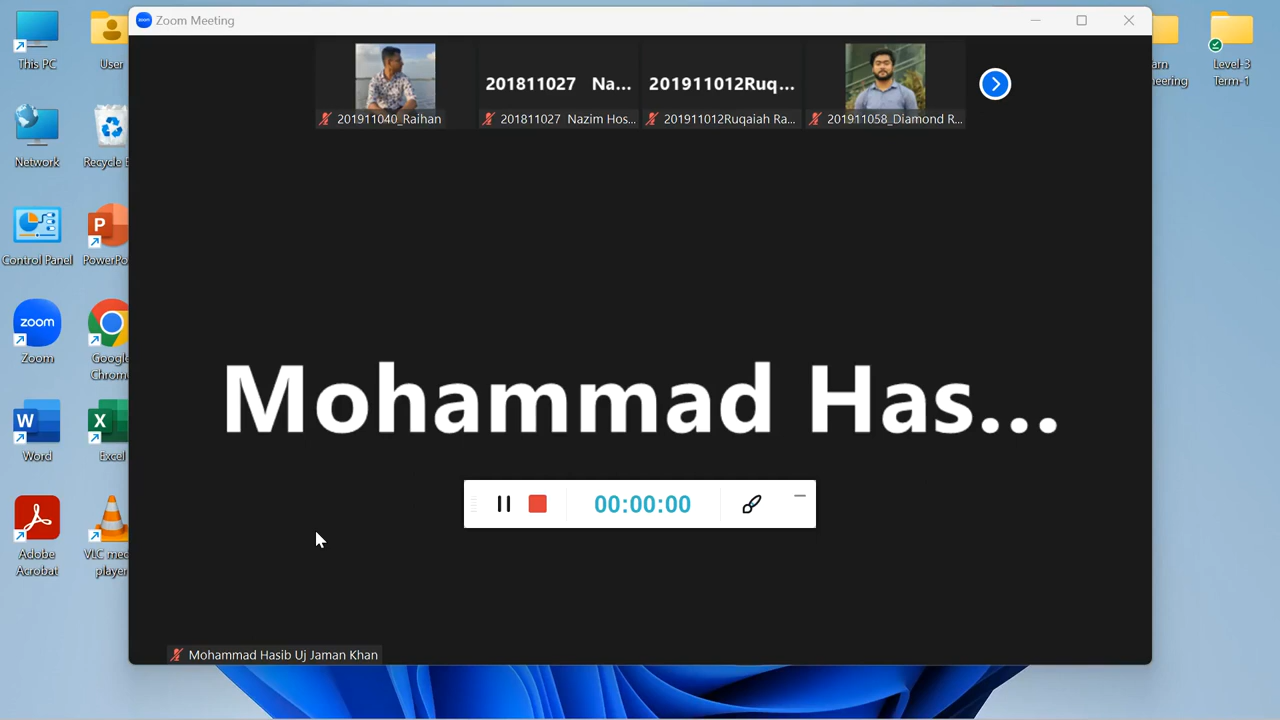 zoom
Zoom Meeting
This PC
User
Level-3
Term-1
201811027 Na...
201911012Ruq...
201911040_Raihan
201811027 Nazim Hos...
201911012Ruqaiah Ra...
201911058_Diamond R...
Network
Recycle
Control Panel
P
PowerPo
Mohammad Has...
zoom
Zoom
Google
Chrom
W
X
Word
Excel
00:00:00
Adobe
Acrobat
VLC med
player
Mohammad Hasib Uj Jaman Khan